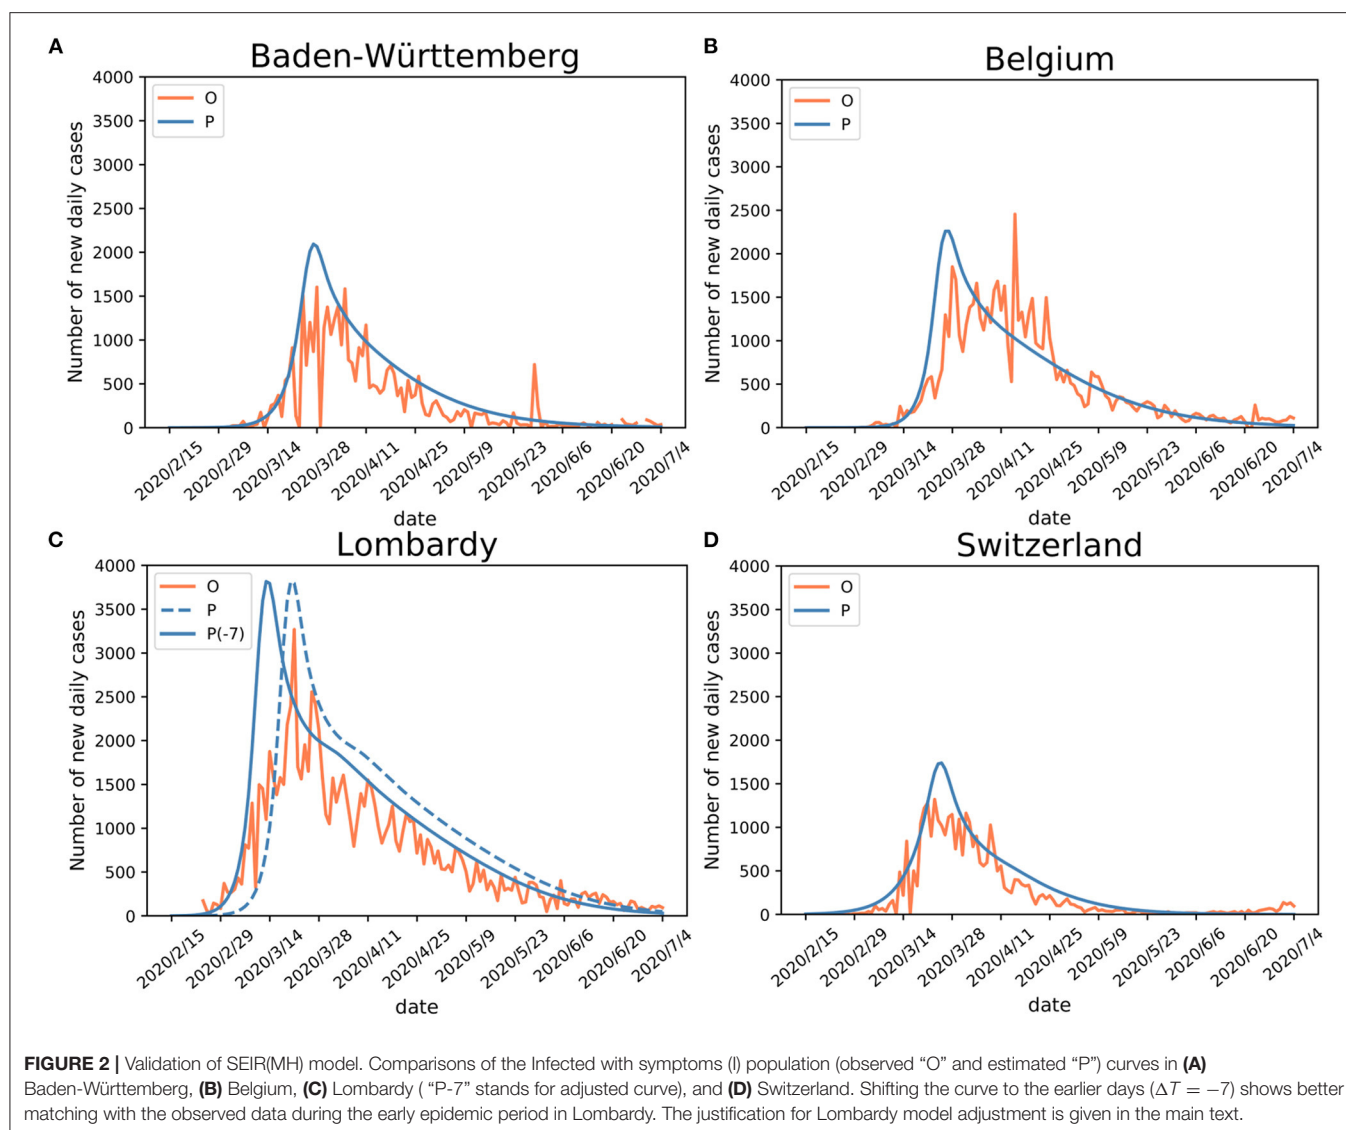 A
Baden-Württemberg
Number of new daily cases
4000
3500
3000
2500
2000
1500
1000
500
0
O
P
2020/2/15
2020/2/29
2020/3/14
2020/3/28
2020/4/11
2020/4/25
2020/5/9
2020/5/23
2020/6/6
2020/6/20
2020/7/4
date
B
Belgium
Number of new daily cases
4000
3500
3000
2500
2000
1500
1000
500
0
O
P
2020/2/15
2020/2/29
2020/3/14
2020/3/28
2020/4/11
2020/4/25
2020/5/9
2020/5/23
2020/6/6
2020/6/20
2020/7/4
date
C
Lombardy
Number of new daily cases
4000
3500
3000
2500
2000
1500
1000
500
0
O
P
P(-7)
2020/2/15
2020/2/29
2020/3/14
2020/3/28
2020/4/11
2020/4/25
2020/5/9
2020/5/23
2020/6/6
2020/6/20
2020/7/4
date
D
Switzerland
Number of new daily cases
4000
3500
3000
2500
2000
1500
1000
500
0
O
P
2020/2/15
2020/2/29
2020/3/14
2020/3/28
2020/4/11
2020/4/25
2020/5/9
2020/5/23
2020/6/6
2020/6/20
2020/7/4
date
FIGURE 2 | Validation of SEIR(MH) model. Comparisons of the Infected with symptoms (I) population (observed “O” and estimated “P”) curves in (A)
Baden-Württemberg, (B) Belgium, (C) Lombardy ( “P-7” stands for adjusted curve), and (D) Switzerland. Shifting the curve to the earlier days (ΔT = −7) shows better
matching with the observed data during the early epidemic period in Lombardy. The justification for Lombardy model adjustment is given in the main text.